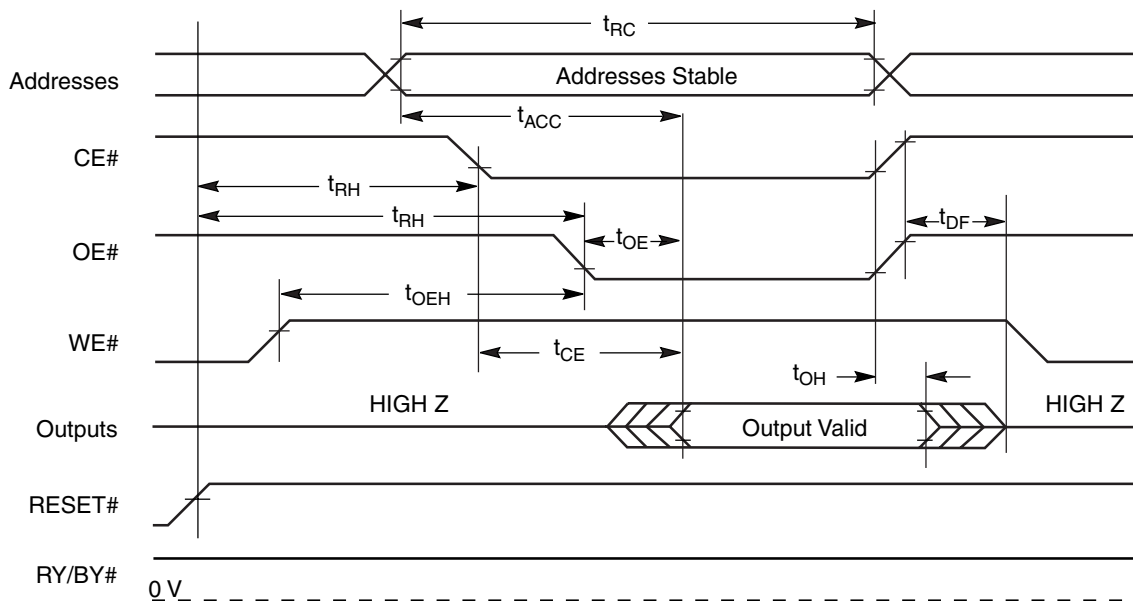 tRC
Addresses
Addresses Stable
tACC
CE#
tRH
tRH
tOE
tDF
OE#
tOEH
WE#
tCE
tOH
HIGH Z
HIGH Z
Outputs
Output Valid
RESET#
RY/BY#
0 V